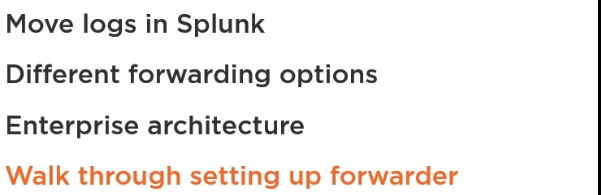 Move logs in Splunk
Different forwarding options
Enterprise architecture
Walk through setting up forwarder